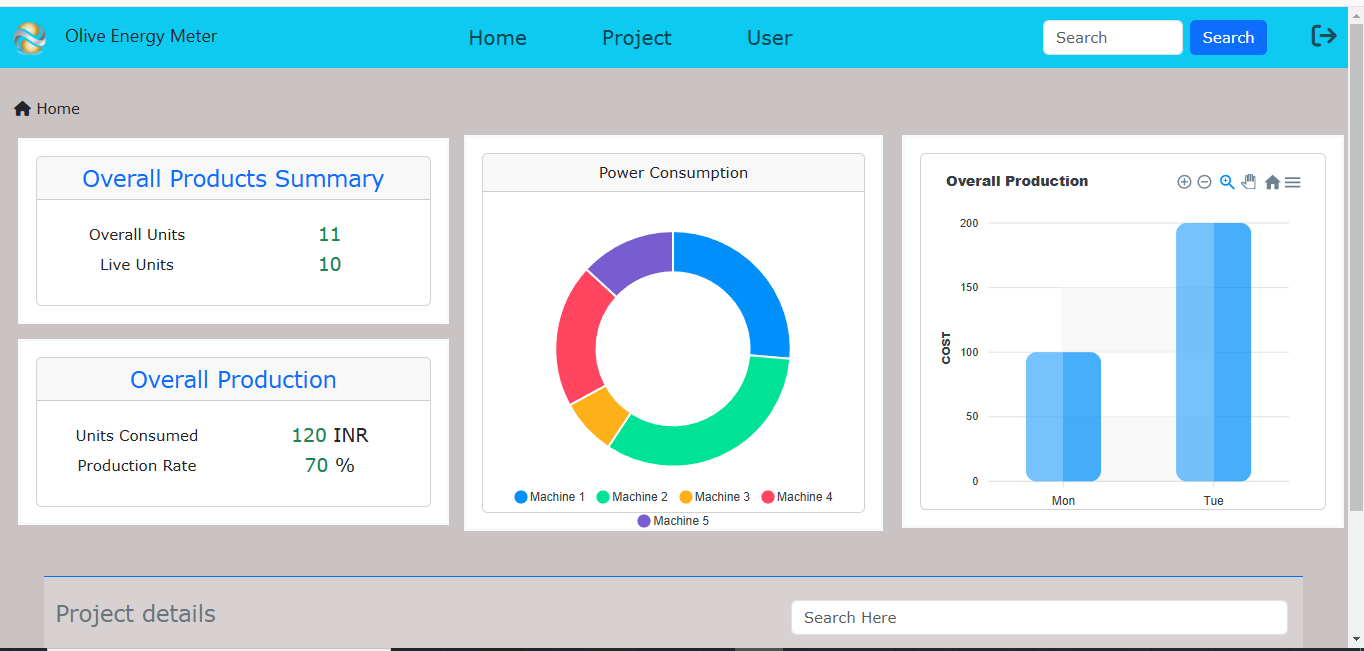 Olive Energy Meter
Home Project User
Search Search
Home
Overall Products Summary
Overall Units 11
Live Units 10
Overall Production
Units Consumed 120 INR
Production Rate 70 %
Power Consumption
Machine 1 Machine 2 Machine 3 Machine 4
Machine 5
Overall Production
COST
200
150
100
50
0
Mon Tue
Project details
Search Here